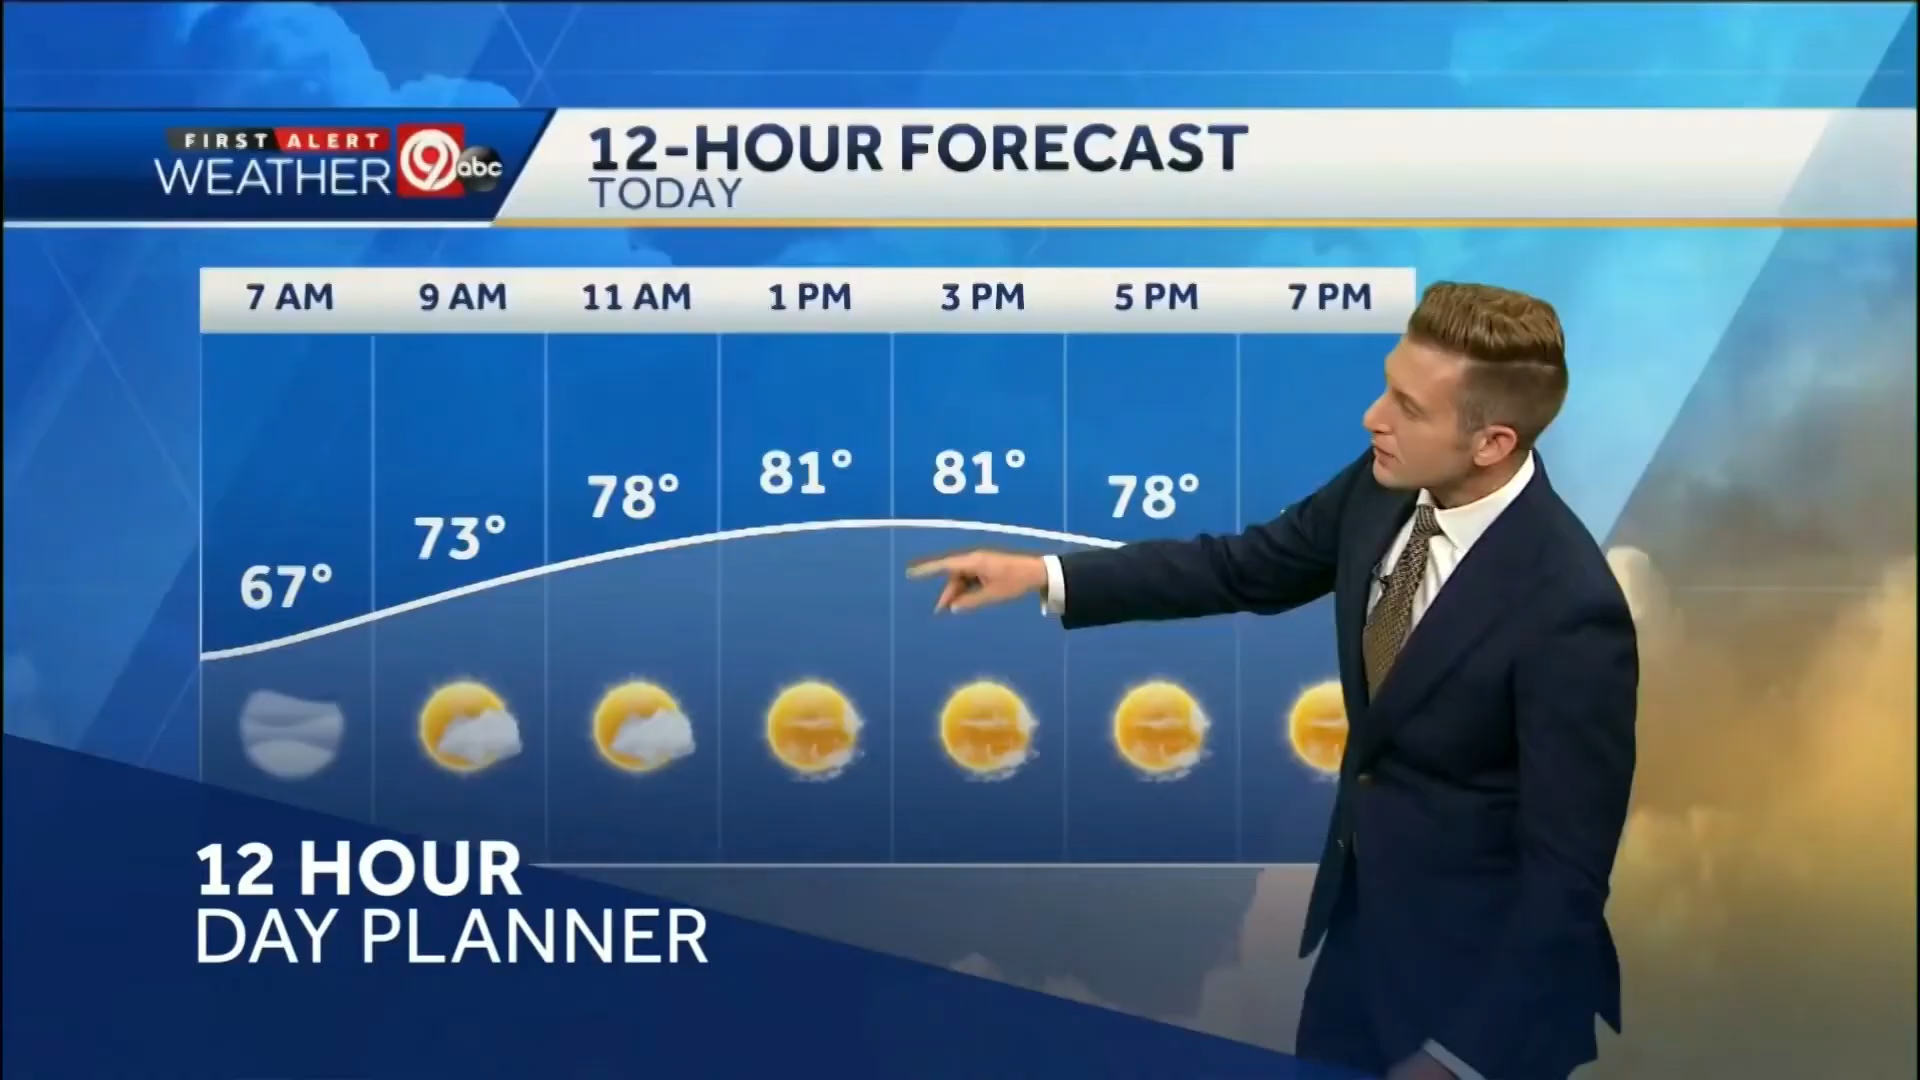 FIRST ALERT
WEATHER 9 abc
12-HOUR FORECAST
TODAY
7 AM 9 AM 11 AM 1 PM 3 PM 5 PM 7 PM
67° 73° 78° 81° 81° 78°
12 HOUR
DAY PLANNER